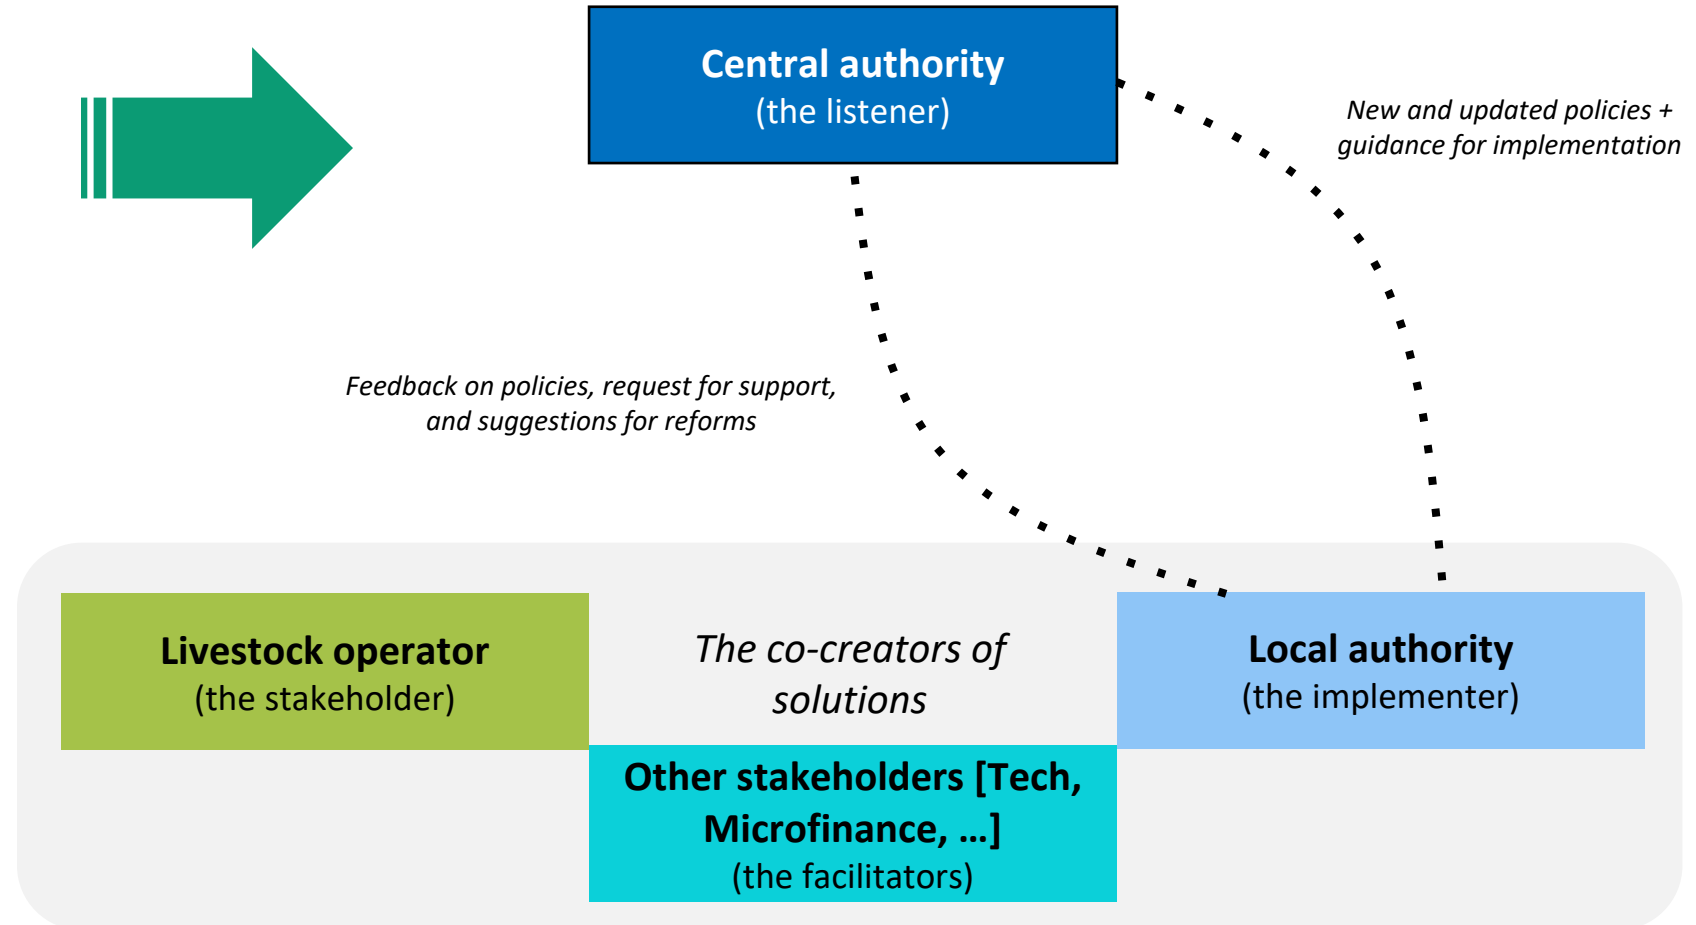 Central authority
(the listener)
New and updated policies +
guidance for implementation
Feedback on policies, request for support,
and suggestions for reforms
Livestock operator
(the stakeholder)
The co-creators of
solutions
Local authority
(the implementer)
Other stakeholders [Tech,
Microfinance, …]
(the facilitators)